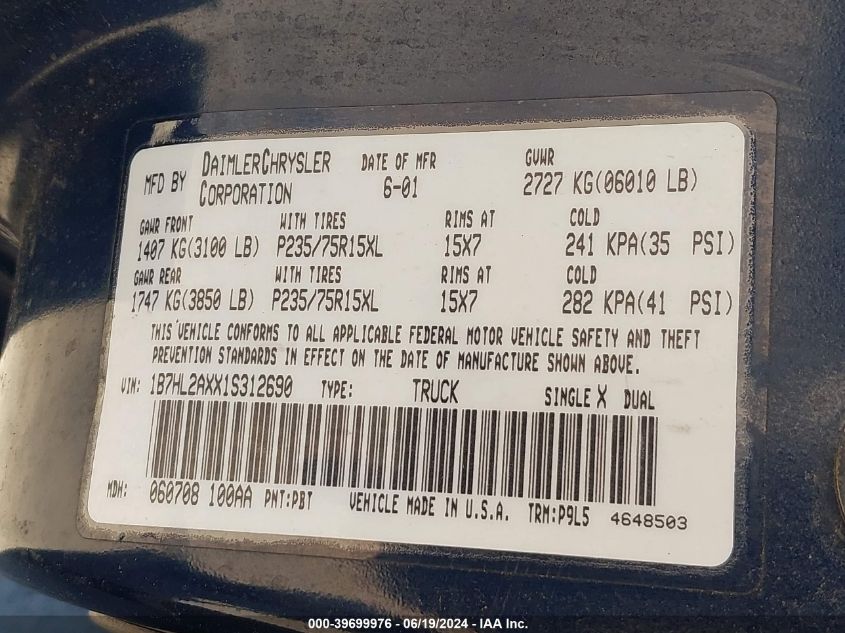 MFD BY DAIMLERCHRYSLER CORPORATION DATE OF MFR 6-01 GVWR 2727 KG(06010 LB)
GAWR FRONT WITH TIRES RIMS AT COLD
1407 KG(3100 LB) P235/75R15XL 15X7 241 KPA(35 PSI)
GAWR REAR WITH TIRES RIMS AT COLD
1747 KG(3850 LB) P235/75R15XL 15X7 282 KPA(41 PSI)
THIS VEHICLE CONFORMS TO ALL APPLICABLE FEDERAL MOTOR VEHICLE SAFETY AND THEFT
PREVENTION STANDARDS IN EFFECT ON THE DATE OF MANUFACTURE SHOWN ABOVE.
VIN: 1B7HL2AXX1S312690 TYPE: TRUCK SINGLE X DUAL
MDH: 060708 100AA PNT:PBT VEHICLE MADE IN U.S.A. TRM:P9L5 4648503
000-39699976 - 06/19/2024 - IAA Inc.